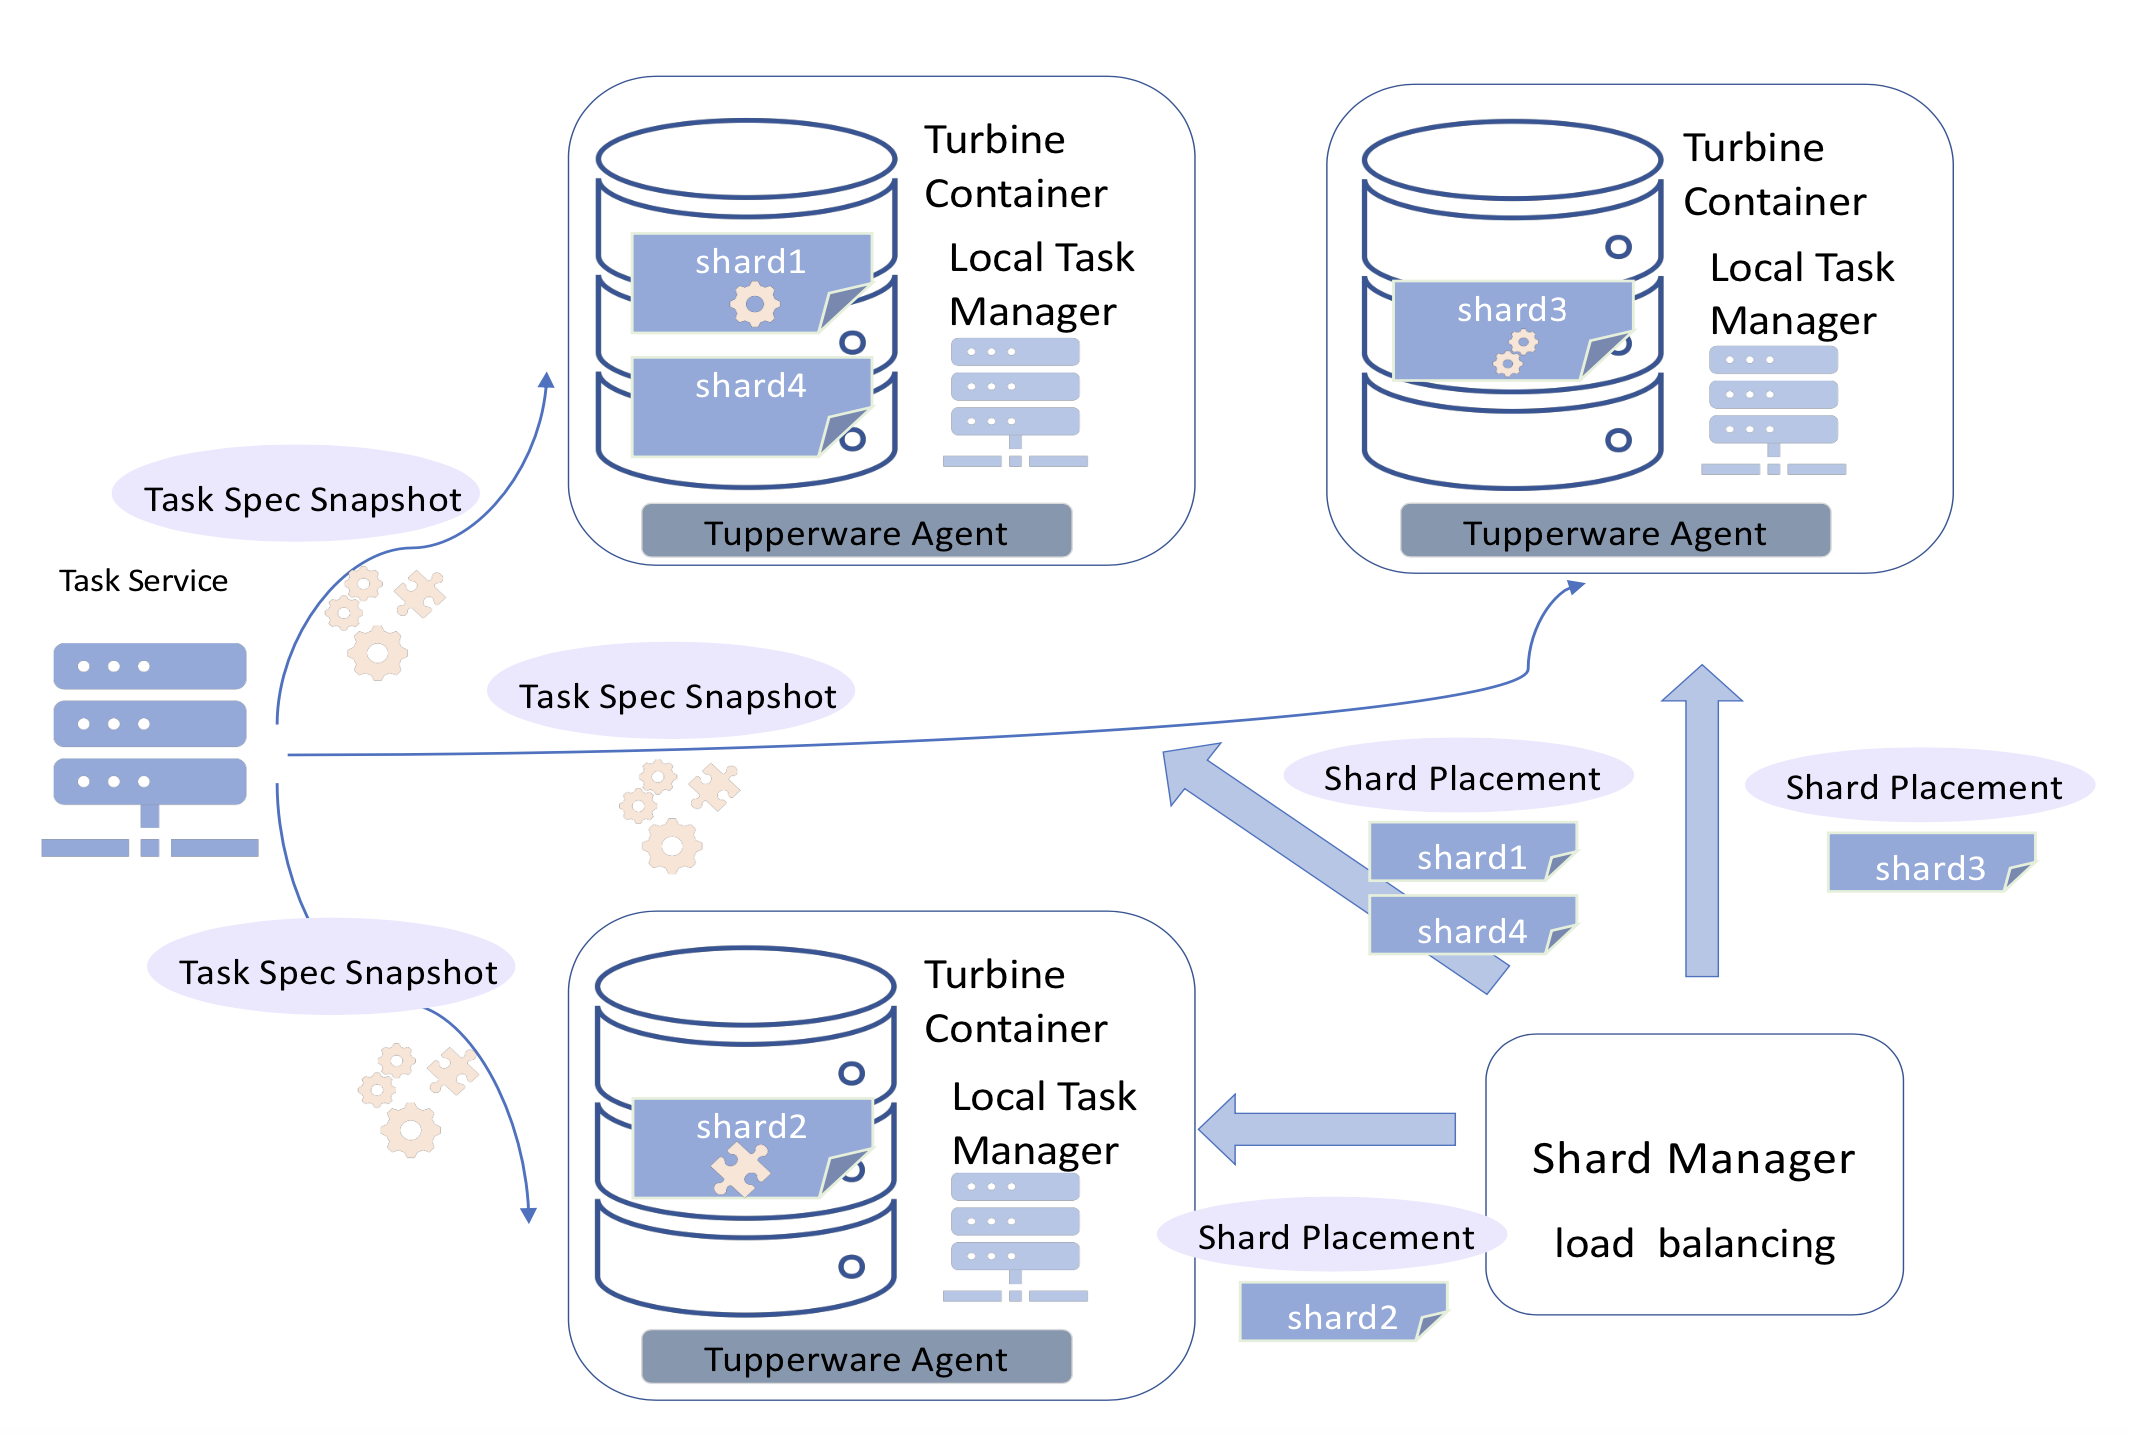 Turbine
Container
Local Task
Manager
shard1
shard4
Tupperware Agent
Turbine
Container
Local Task
Manager
shard3
Tupperware Agent
Task Spec Snapshot
Task Service
Task Spec Snapshot
Task Spec Snapshot
Shard Placement
shard1
shard4
Shard Placement
shard3
Turbine
Container
Local Task
Manager
shard2
Tupperware Agent
Shard Placement
shard2
Shard Manager
load balancing